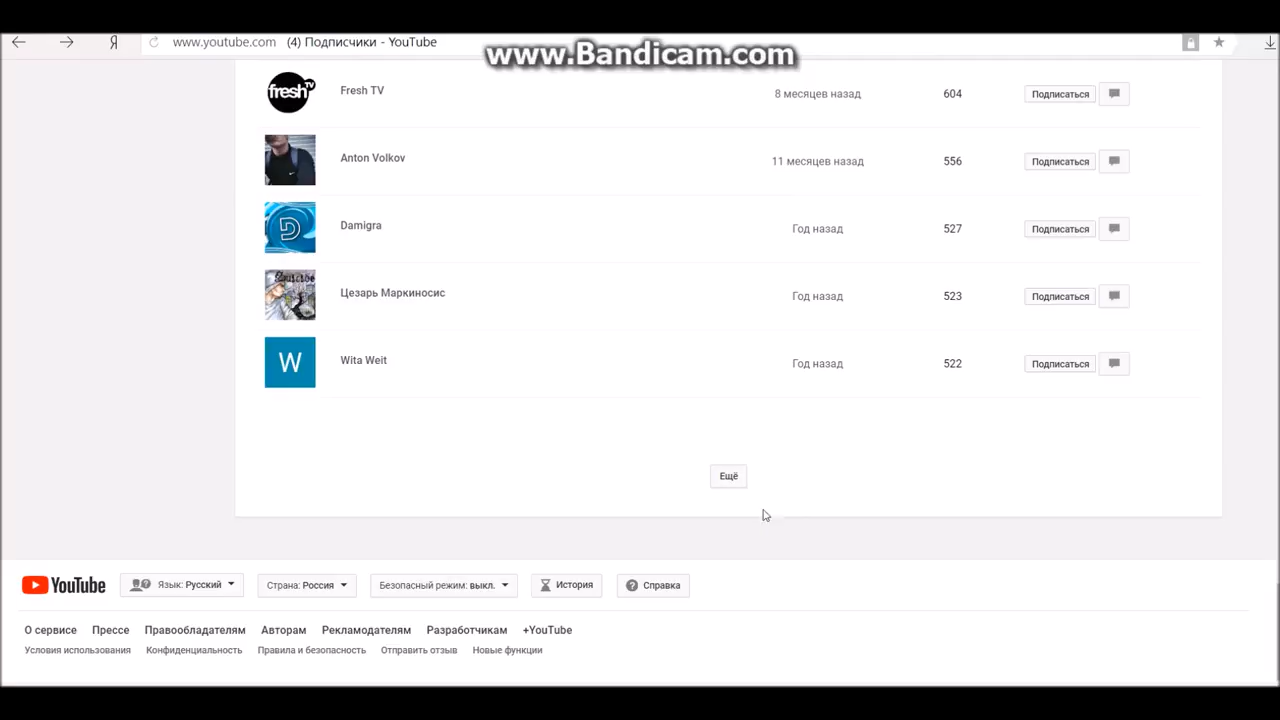 Я
www.youtube.com (4) Подписчики - YouTube
www.Bandicam.com
fresh TV
Fresh TV 8 месяцев назад 604 Подписаться
Anton Volkov 11 месяцев назад 556 Подписаться
D
Damigra Год назад 527 Подписаться
Цезарь Маркиносис Год назад 523 Подписаться
W
Wita Weit Год назад 522 Подписаться
Ещё
YouTube Язык: Русский Страна: Россия Безопасный режим: выкл. История Справка
О сервисе Прессе Правообладателям Авторам Рекламодателям Разработчикам +YouTube
Условия использования Конфиденциальность Правила и безопасность Отправить отзыв Новые функции